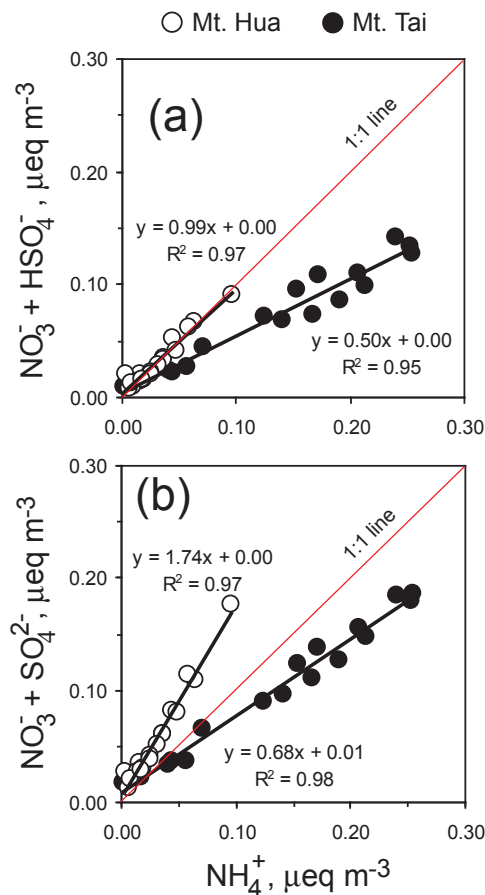 Mt. Hua Mt. Tai
0.30
(a)
1:1 line
0.20
y = 0.99x + 0.00
R² = 0.97
0.10
y = 0.50x + 0.00
R² = 0.95
0.00
0.00 0.10 0.20 0.30
NO₃⁻ + HSO₄⁻, µeq m⁻³
0.30
(b)
1:1 line
y = 1.74x + 0.00
R² = 0.97
0.20
0.10
y = 0.68x + 0.01
R² = 0.98
0.00
0.00 0.10 0.20 0.30
NO₃⁻ + SO₄²⁻, µeq m⁻³
NH₄⁺, µeq m⁻³